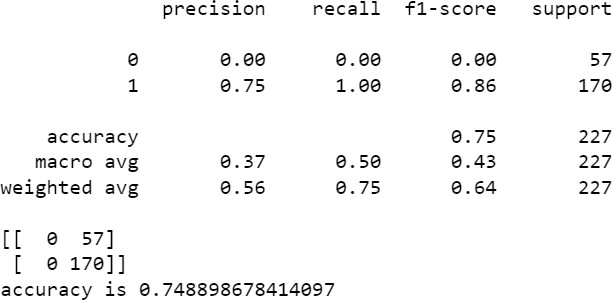 precision recall f1-score support
0 0.00 0.00 0.00 57
1 0.75 1.00 0.86 170
accuracy 0.75 227
macro avg 0.37 0.50 0.43 227
weighted avg 0.56 0.75 0.64 227
[[ 0 57]
[ 0 170]]
accuracy is 0.748898678414097